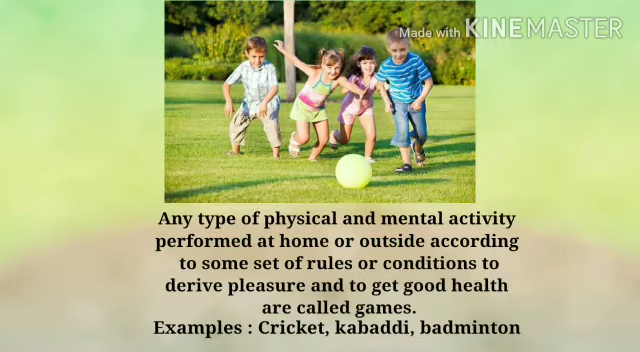 Made with KINEMASTER
Any type of physical and mental activity
performed at home or outside according
to some set of rules or conditions to
derive pleasure and to get good health
are called games.
Examples : Cricket, kabaddi, badminton